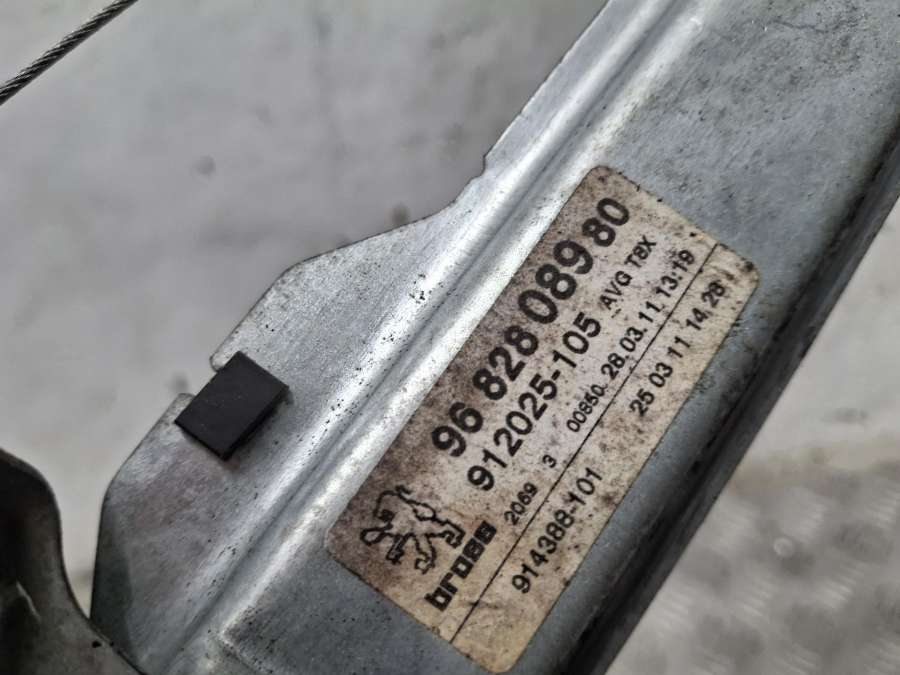 96 828 089 80
912025-105 AVG T8X
brose 2069 3 00850 28.03.11 13:19
914388-101 25 03 11 14.28